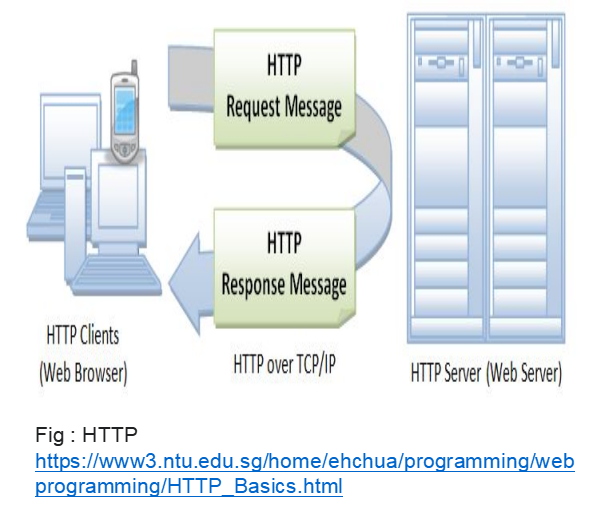 HTTP
Request Message
HTTP
Response Message
HTTP Clients
(Web Browser)
HTTP over TCP/IP
HTTP Server (Web Server)
Fig : HTTP
https://www3.ntu.edu.sg/home/ehchua/programming/web
programming/HTTP_Basics.html